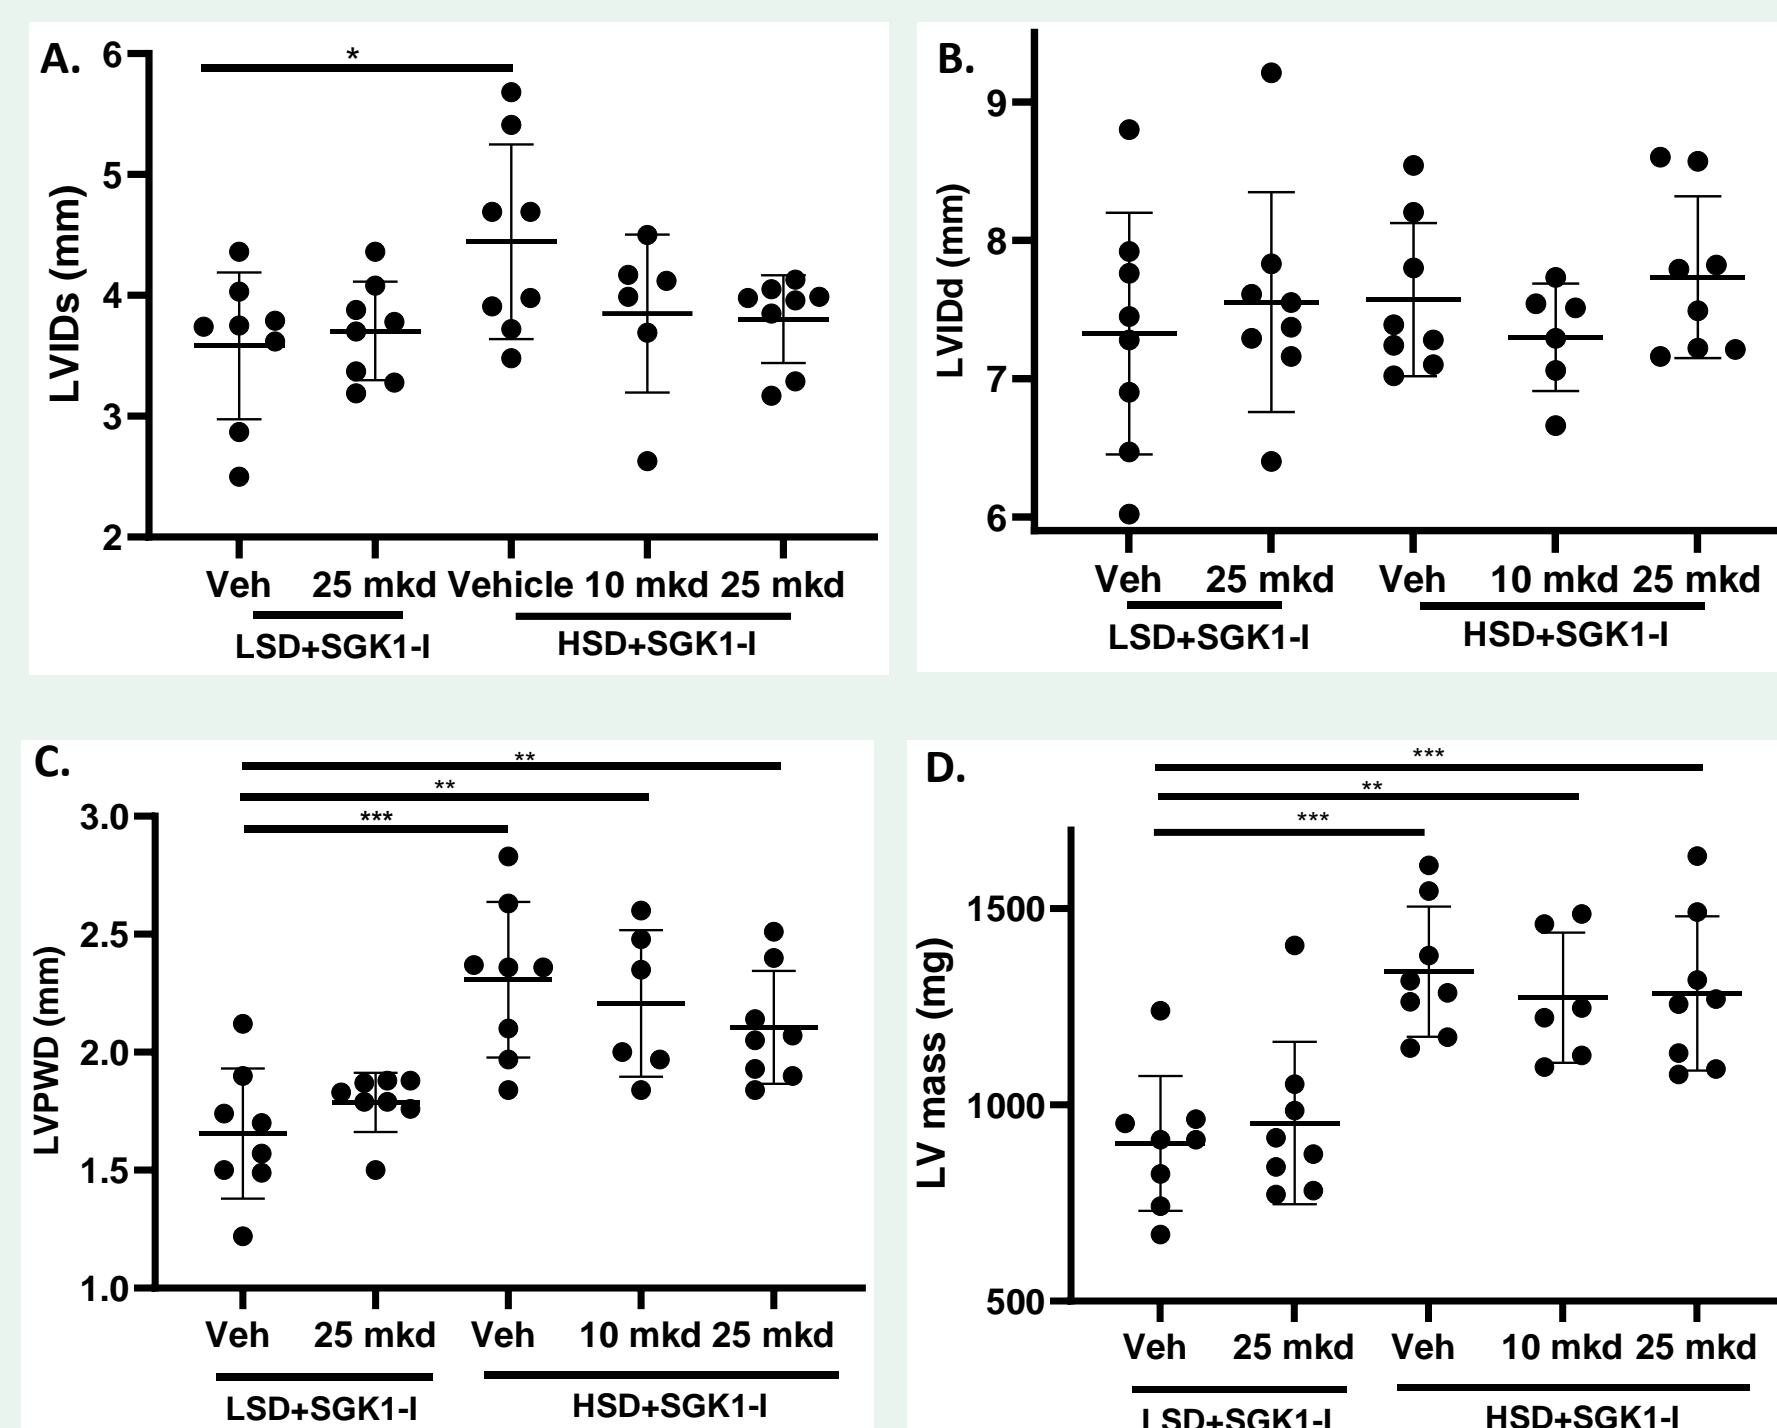 A.
*
6
5
4
3
2
LVIDs (mm)
Veh 25 mkd Vehicle 10 mkd 25 mkd
LSD+SGK1-I HSD+SGK1-I
B.
9
8
7
6
LVIDd (mm)
Veh 25 mkd Veh 10 mkd 25 mkd
LSD+SGK1-I HSD+SGK1-I
C.
**
**
***
3.0
2.5
2.0
1.5
1.0
LVPWD (mm)
Veh 25 mkd Veh 10 mkd 25 mkd
LSD+SGK1-I HSD+SGK1-I
D.
***
**
***
1500
1000
500
LV mass (mg)
Veh 25 mkd Veh 10 mkd 25 mkd
LSD+SGK1-I HSD+SGK1-I